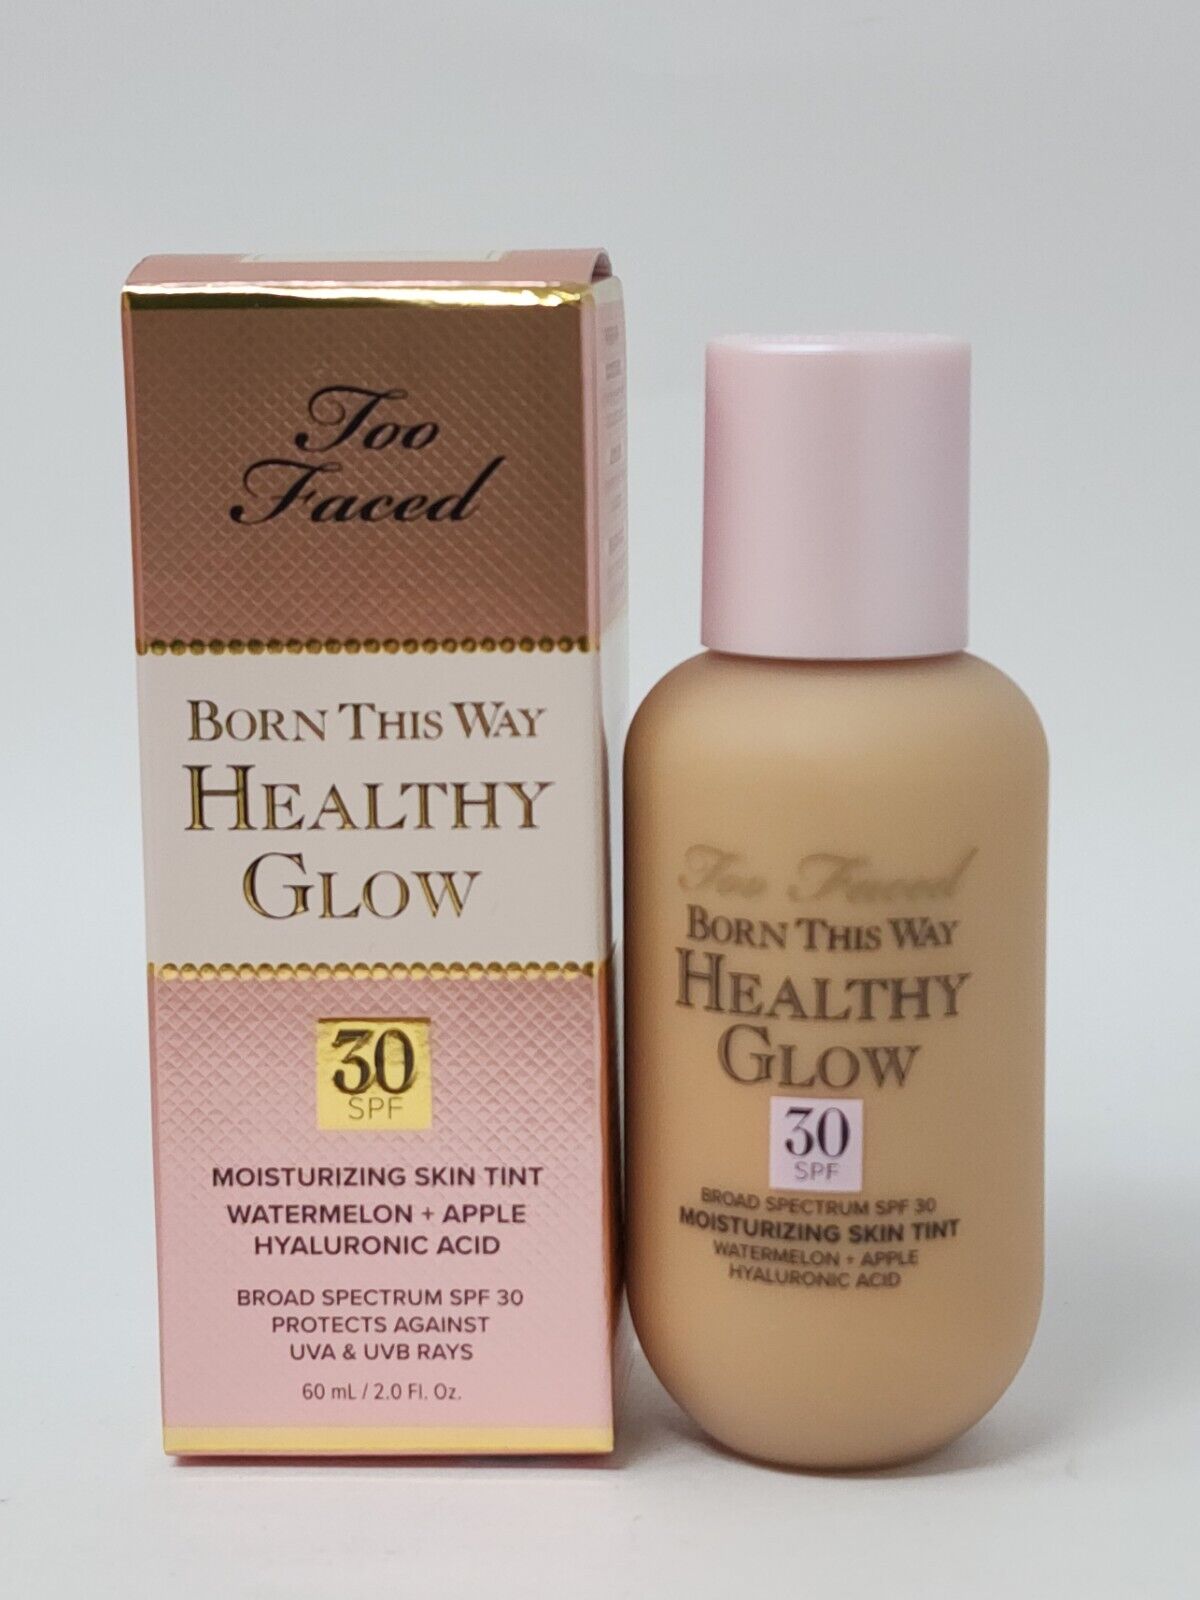 Too
Faced
BORN THIS WAY
HEALTHY
GLOW
30
SPF
MOISTURIZING SKIN TINT
WATERMELON + APPLE
HYALURONIC ACID
BROAD SPECTRUM SPF 30
PROTECTS AGAINST
UVA & UVB RAYS
60 mL / 2.0 Fl. Oz.
Too Faced
BORN THIS WAY
HEALTHY
GLOW
30
SPF
BROAD SPECTRUM SPF 30
MOISTURIZING SKIN TINT
WATERMELON + APPLE
HYALURONIC ACID